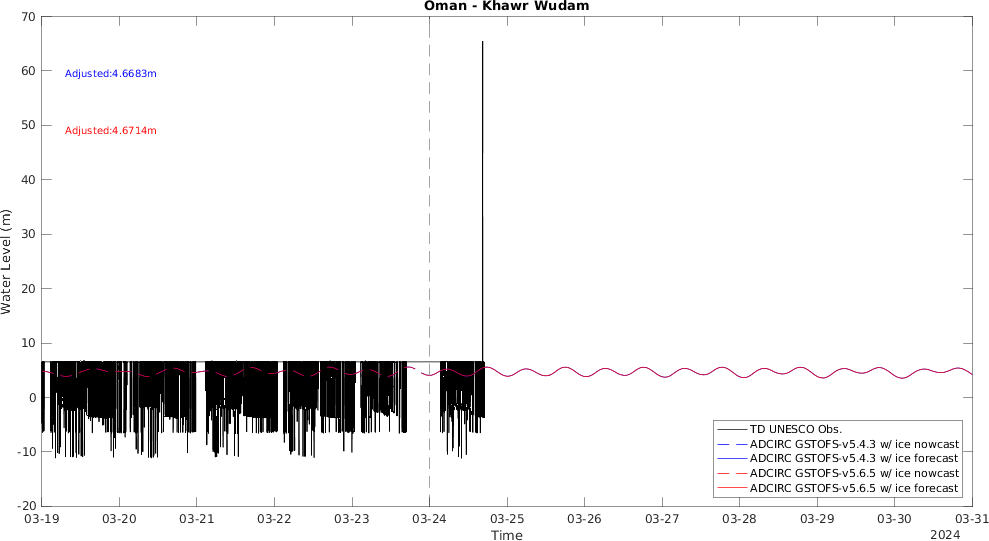 Oman - Khawr Wudam
70
60
50
40
30
20
10
0
-10
-20
Water Level (m)
Adjusted:4.6683m
Adjusted:4.6714m
TD UNESCO Obs.
ADCIRC GSTOFS-v5.4.3 w/ ice nowcast
ADCIRC GSTOFS-v5.4.3 w/ ice forecast
ADCIRC GSTOFS-v5.6.5 w/ ice nowcast
ADCIRC GSTOFS-v5.6.5 w/ ice forecast
03-19 03-20 03-21 03-22 03-23 03-24 03-25 03-26 03-27 03-28 03-29 03-30 03-31
Time
2024